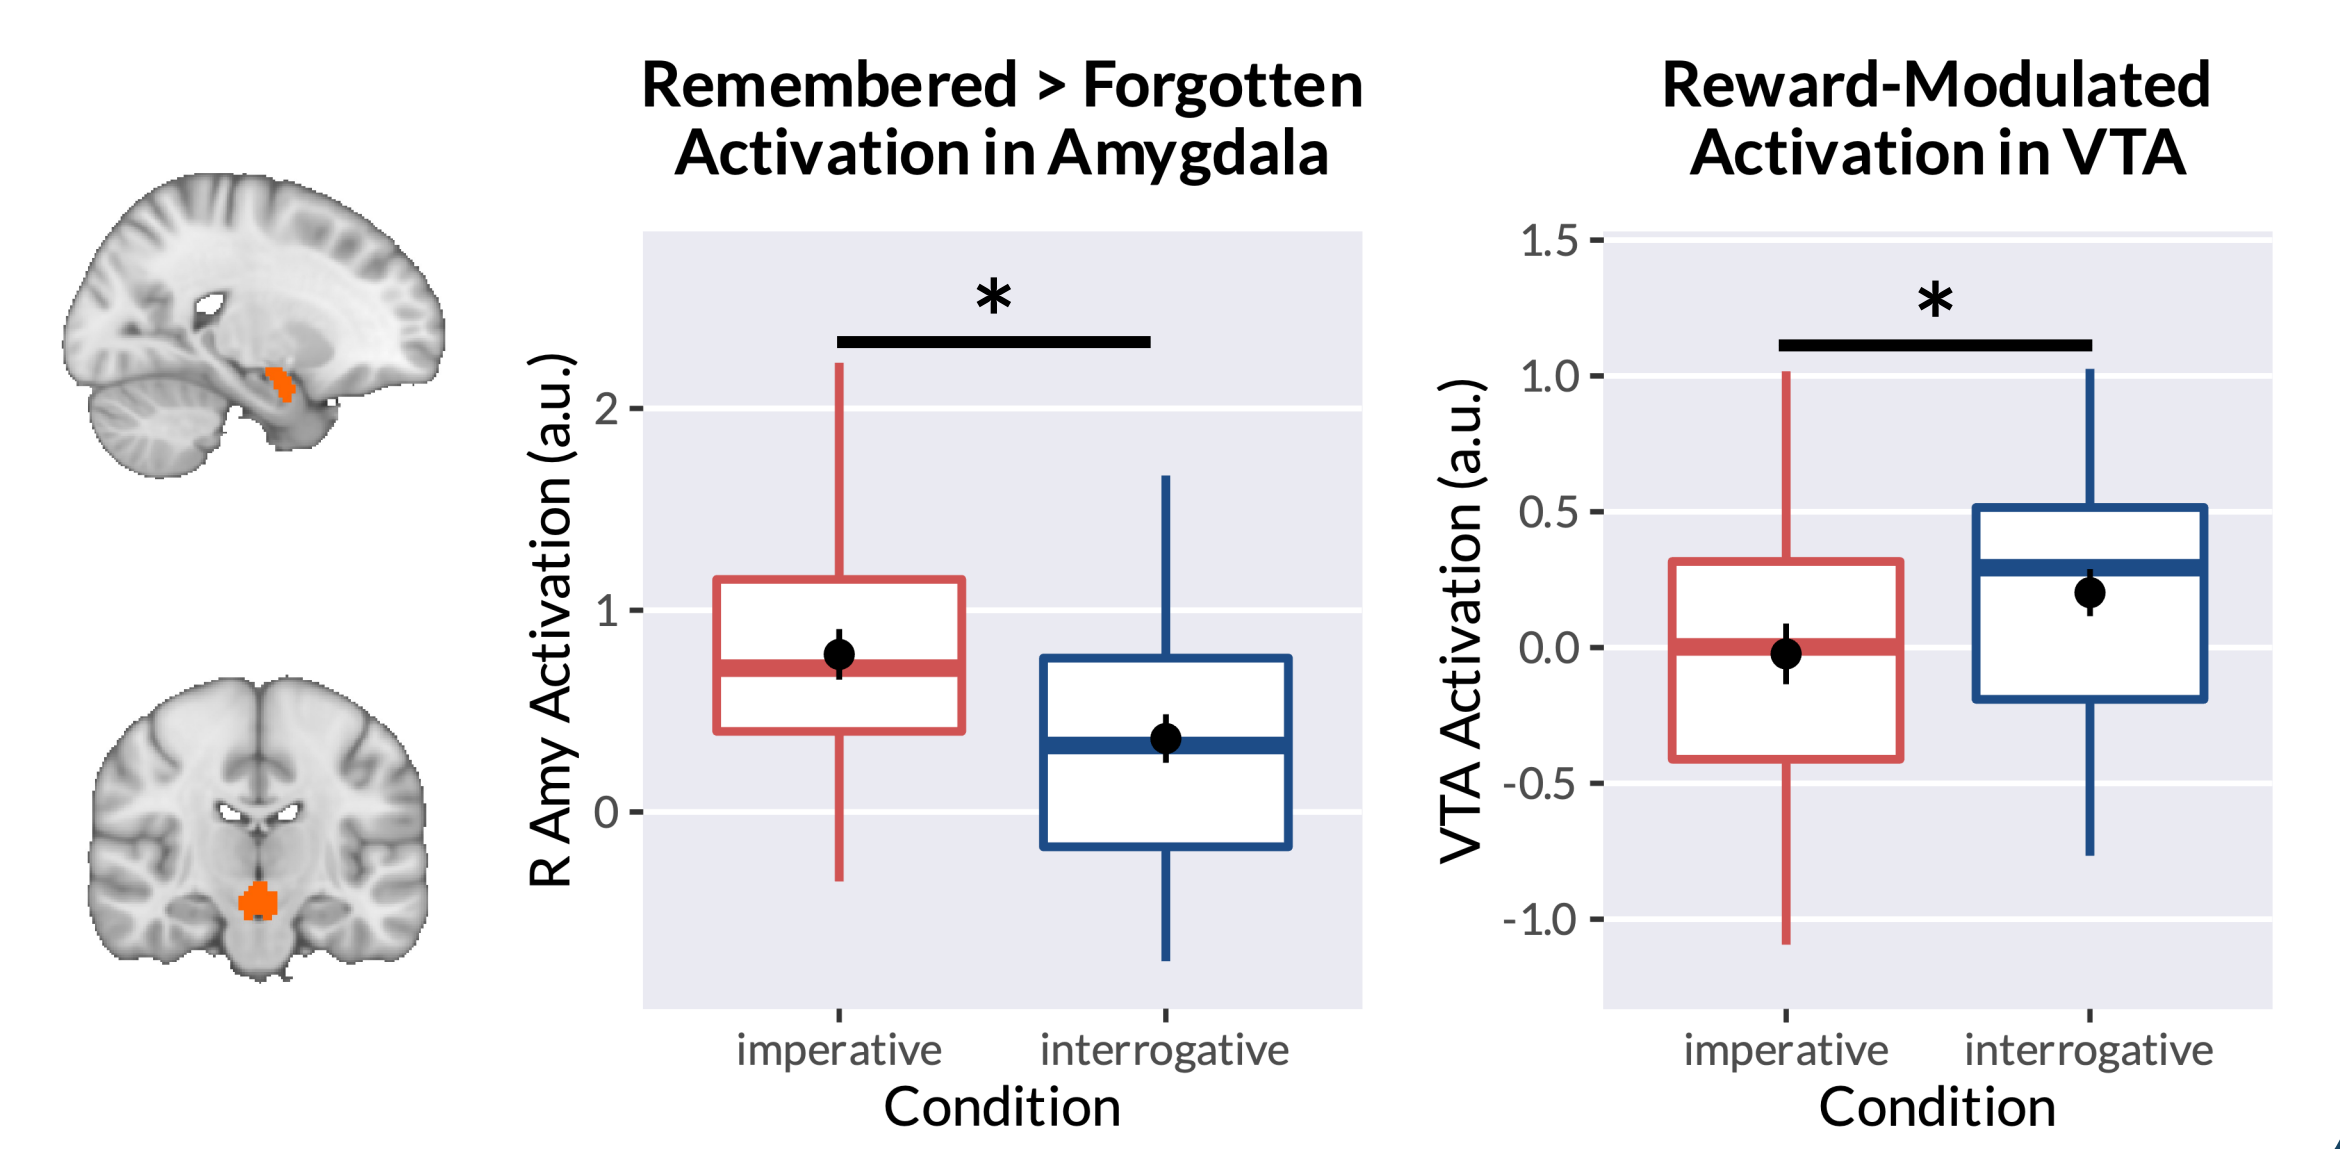 Remembered > Forgotten
Activation in Amygdala
*
R Amy Activation (a.u.)
2
1
0
imperative
interrogative
Condition
Reward-Modulated
Activation in VTA
*
VTA Activation (a.u.)
1.5
1.0
0.5
0.0
-0.5
-1.0
imperative
interrogative
Condition